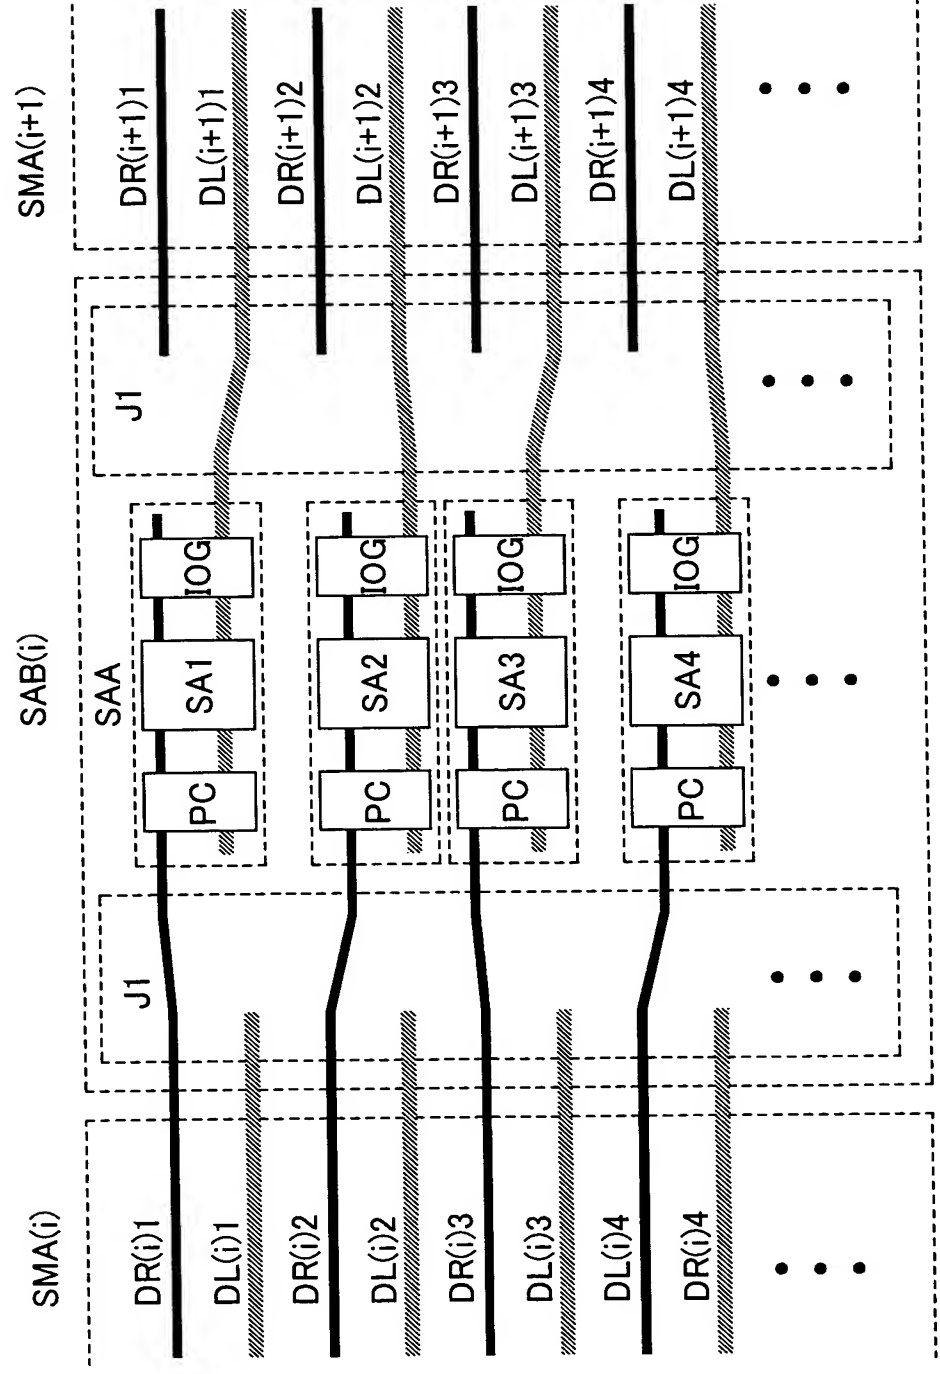 SMA(i+1)
DR(i+1)1
DL(i+1)1
DR(i+1)2
DL(i+1)2
DR(i+1)3
DL(i+1)3
DR(i+1)4
DL(i+1)4
J1
SAB(i)
SAA
IOG
IOG
IOG
IOG
SA1
SA2
SA3
SA4
PC
PC
PC
PC
J1
SMA(i)
DR(i)1
DL(i)1
DR(i)2
DL(i)2
DR(i)3
DL(i)3
DL(i)4
DR(i)4